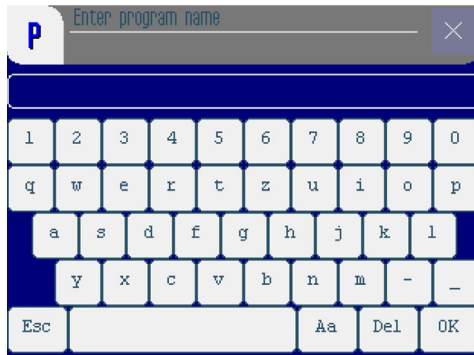 P Enter program name
1 2 3 4 5 6 7 8 9 0
q w e r t z u i o p
a s d f g h j k l
y x c v b n m - _
Esc Aa Del OK